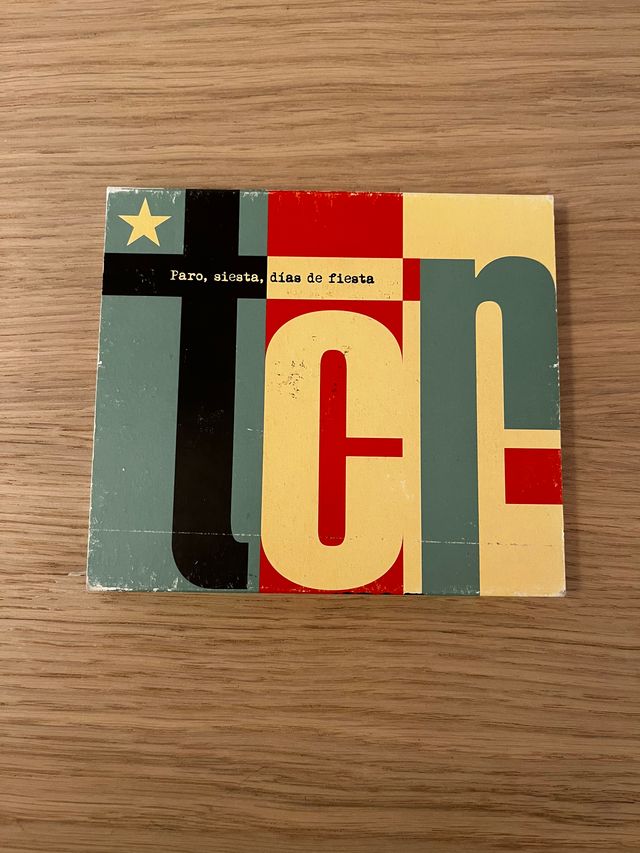 Paro, siesta, días de fiesta
tcr